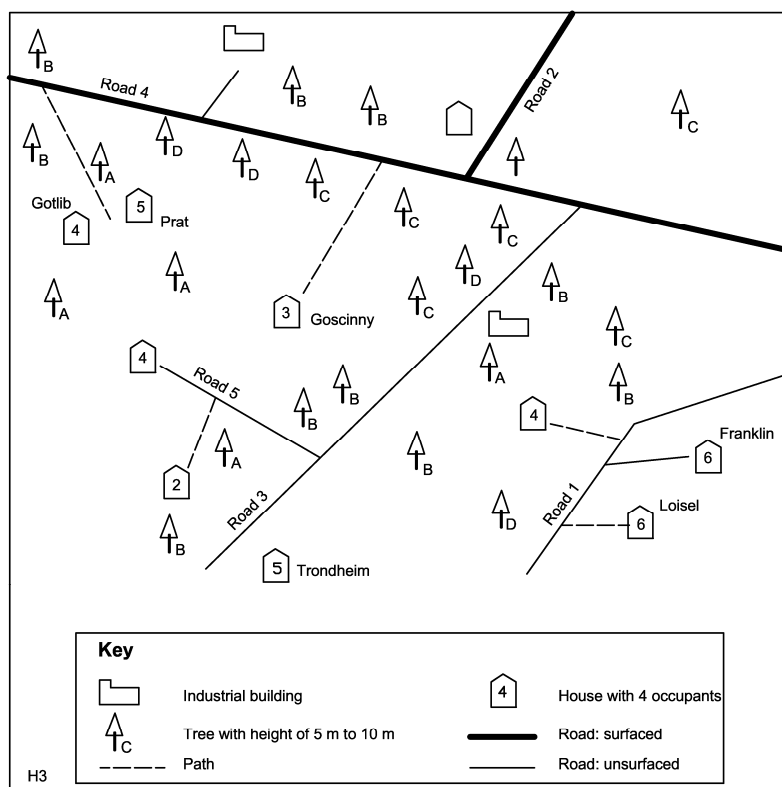 B
Road 4
B
B
Road 2
C
B
A
D
D
C
C
C
Gotlib
4
5
Prat
A
A
D
C
B
3
Goscinny
C
4
Road 5
A
B
B
B
4
Franklin
6
A
B
2
Road 3
B
D
Road 1
Loisel
6
5
Trondheim
Key
Industrial building
4
House with 4 occupants
C
Tree with height of 5 m to 10 m
Road: surfaced
Path
Road: unsurfaced
H3